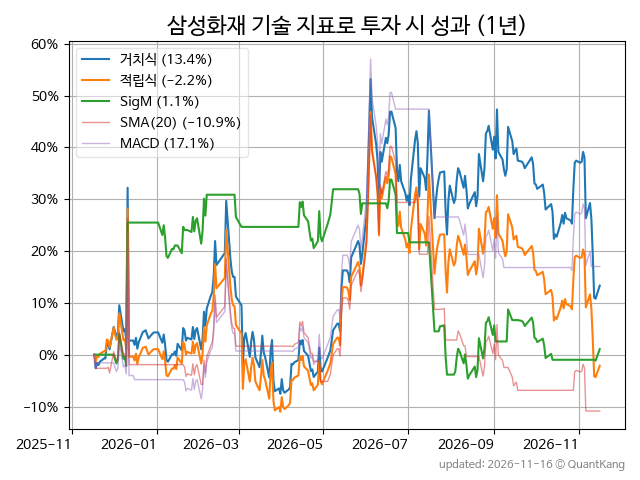 삼성화재 기술 지표로 투자 시 성과 (1년)
60%
50%
40%
30%
20%
10%
0%
−10%
거치식 (13.4%)
적립식 (−2.2%)
SigM (1.1%)
SMA(20) (−10.9%)
MACD (17.1%)
2025-11
2026-01
2026-03
2026-05
2026-07
2026-09
2026-11
updated: 2026-11-16 © QuantKang